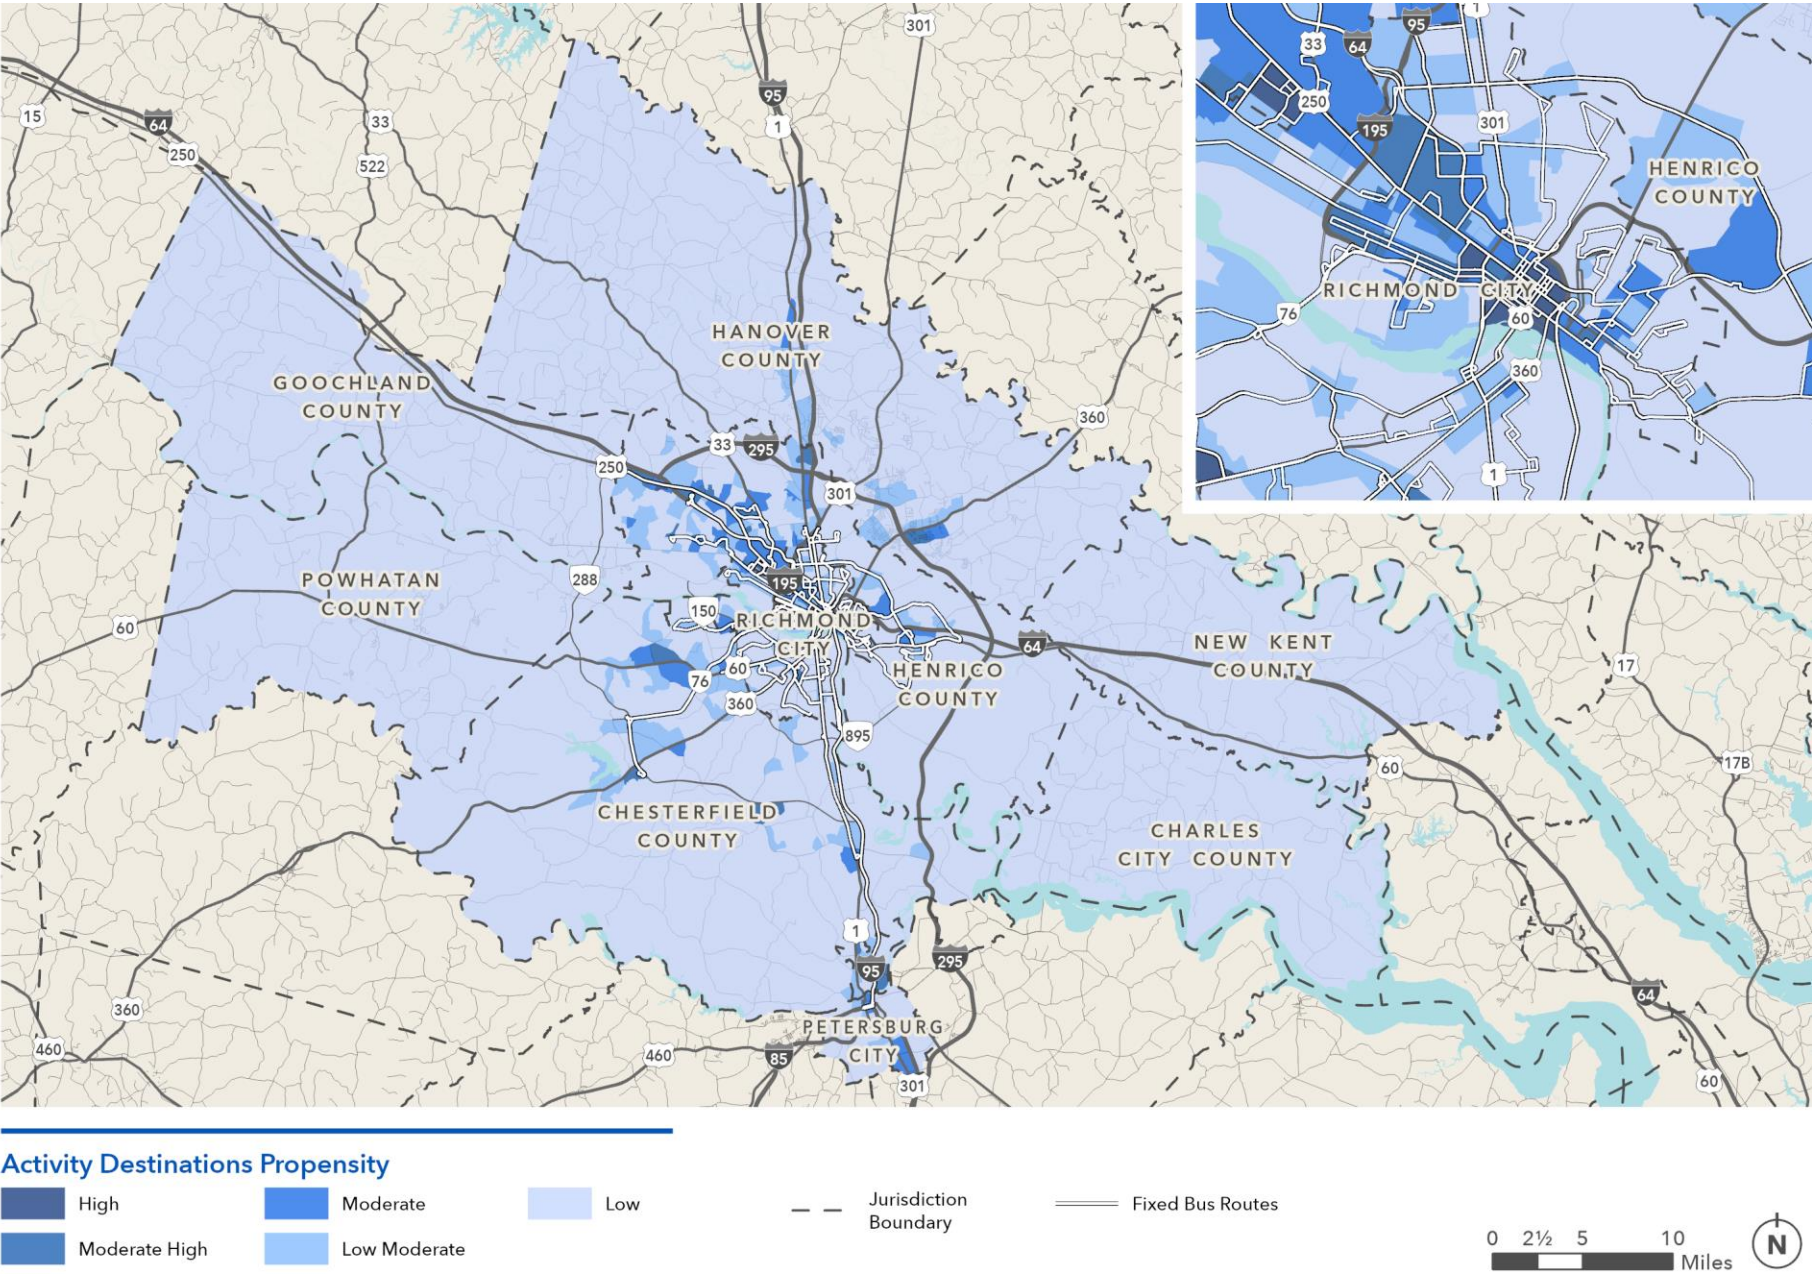 301
95
1
15
64
33
250
522
HANOVER
COUNTY
GOOCHLAND
COUNTY
360
33
295
250
301
POWHATAN
COUNTY
288
195
150
RICHMOND
CITY
60
64
NEW KENT
COUNTY
HENRICO
COUNTY
17
60
76
360
895
17B
60
CHESTERFIELD
COUNTY
CHARLES
CITY COUNTY
1
95
295
64
360
PETERSBURG
CITY
460
460
85
301
60
1
95
33
64
250
195
301
HENRICO
COUNTY
RICHMOND CITY
76
60
360
1
Activity Destinations Propensity
High
Moderate
Low
Jurisdiction
Boundary
Fixed Bus Routes
Moderate High
Low Moderate
0 2½ 5 10
Miles
N